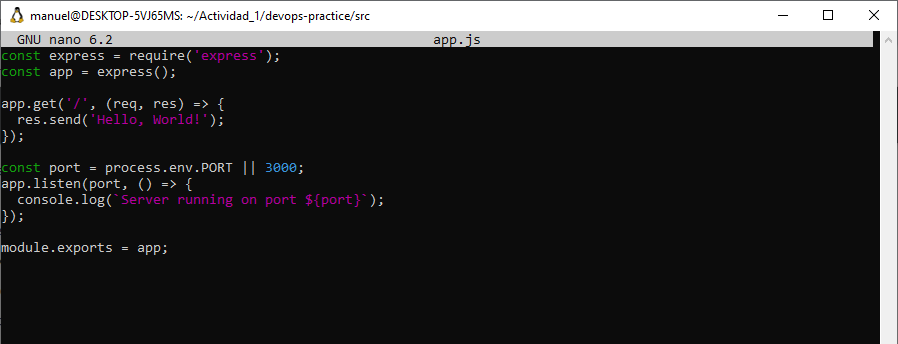 manuel@DESKTOP-5VJ65MS: ~/Actividad_1/devops-practice/src
GNU nano 6.2 app.js
const express = require('express');
const app = express();
app.get('/', (req, res) => {
  res.send('Hello, World!');
});
const port = process.env.PORT || 3000;
app.listen(port, () => {
  console.log(`Server running on port ${port}`);
});
module.exports = app;